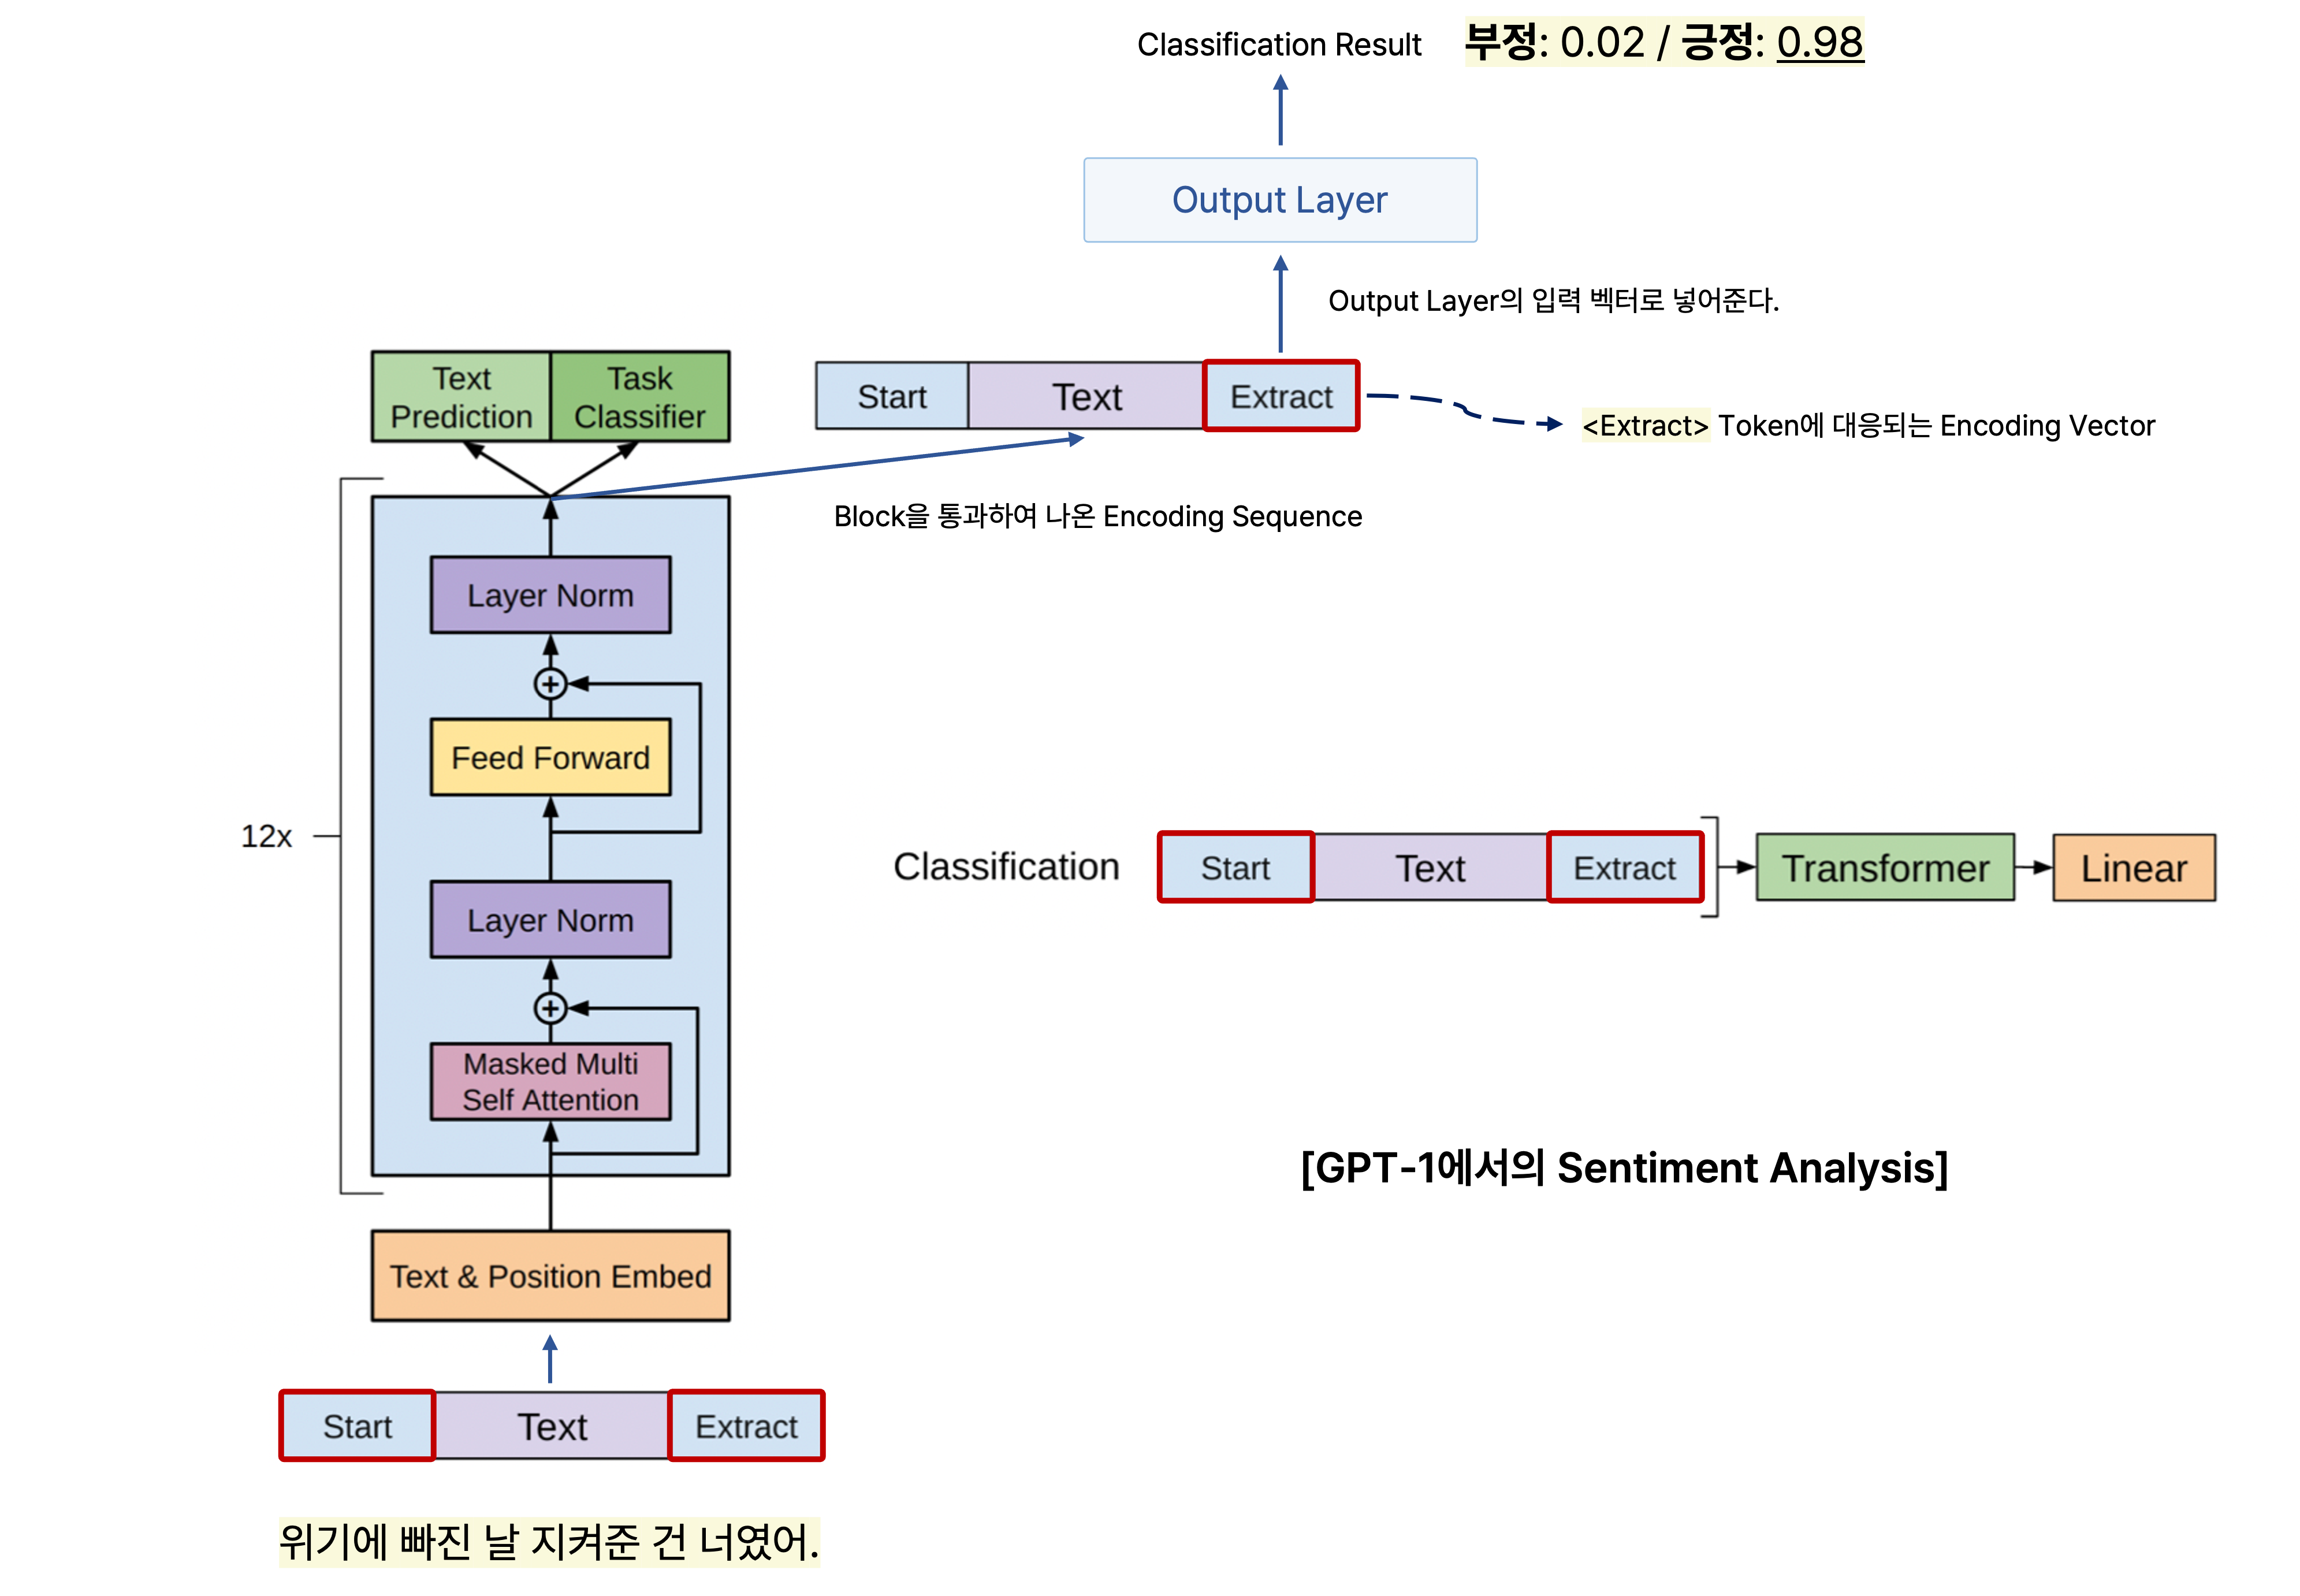 Classification Result
부정: 0.02 / 긍정: 0.98
Output Layer
Output Layer의 입력 벡터로 넣어준다.
Text
Prediction
Task
Classifier
Start
Text
Extract
<Extract> Token에 대응되는 Encoding Vector
Block을 통과하여 나온 Encoding Sequence
Layer Norm
+
Feed Forward
12x
Layer Norm
+
Masked Multi
Self Attention
Classification
Start
Text
Extract
Transformer
Linear
[GPT-1에서의 Sentiment Analysis]
Text & Position Embed
Start
Text
Extract
위기에 빠진 날 지켜준 건 너였어.